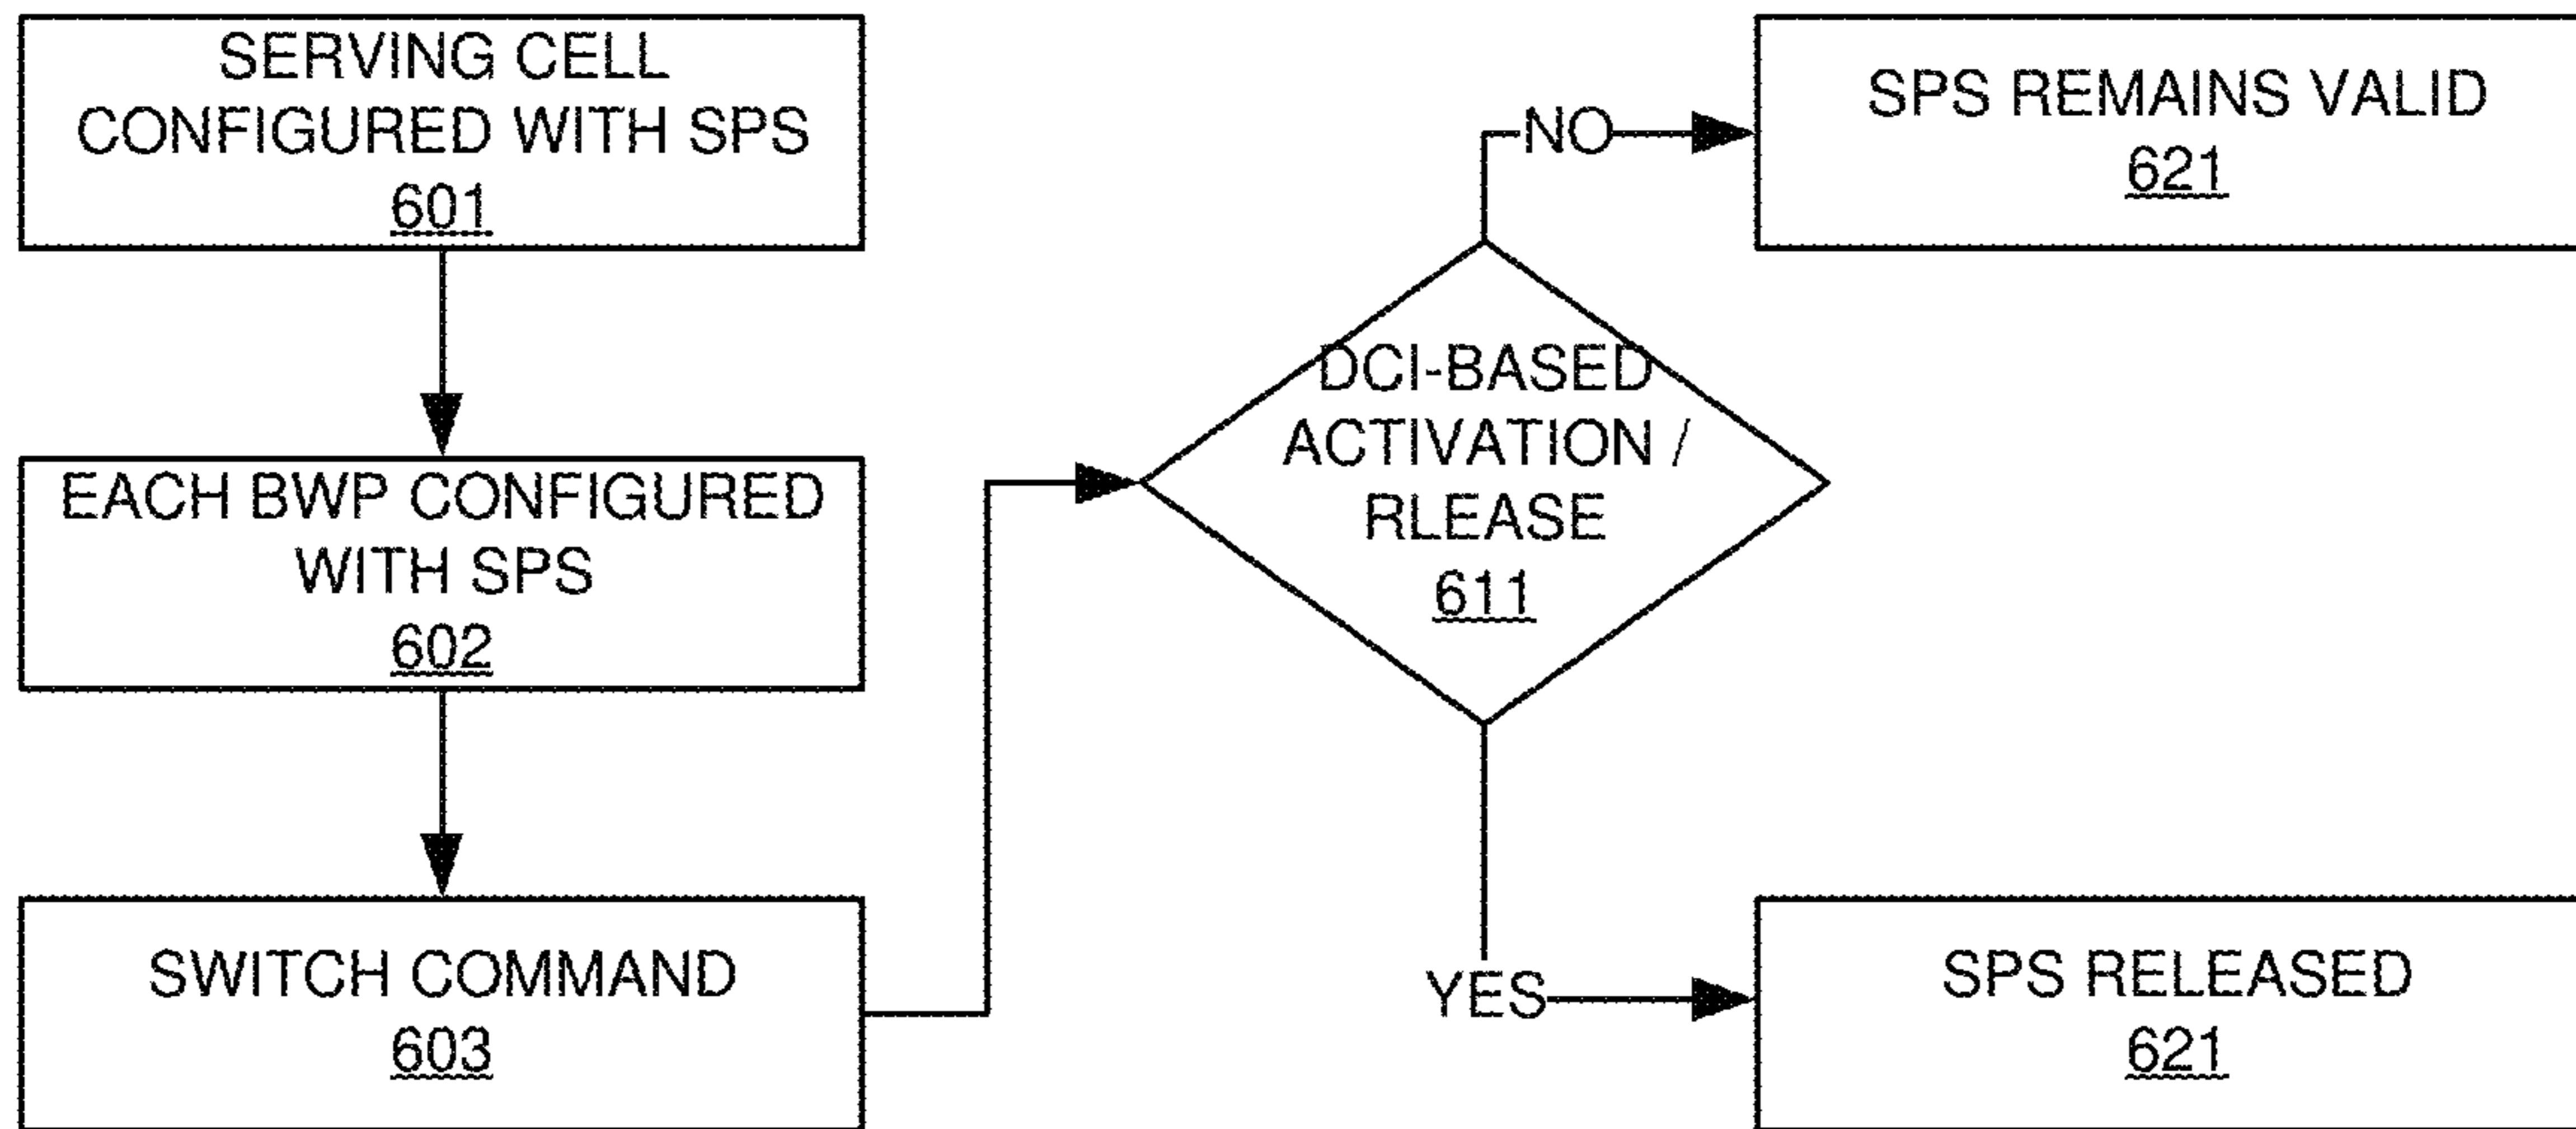 SERVING CELL
CONFIGURED WITH SPS
601
EACH BWP CONFIGURED
WITH SPS
602
SWITCH COMMAND
603
DCI-BASED
ACTIVATION /
RLEASE
611
NO
SPS REMAINS VALID
621
YES
SPS RELEASED
621